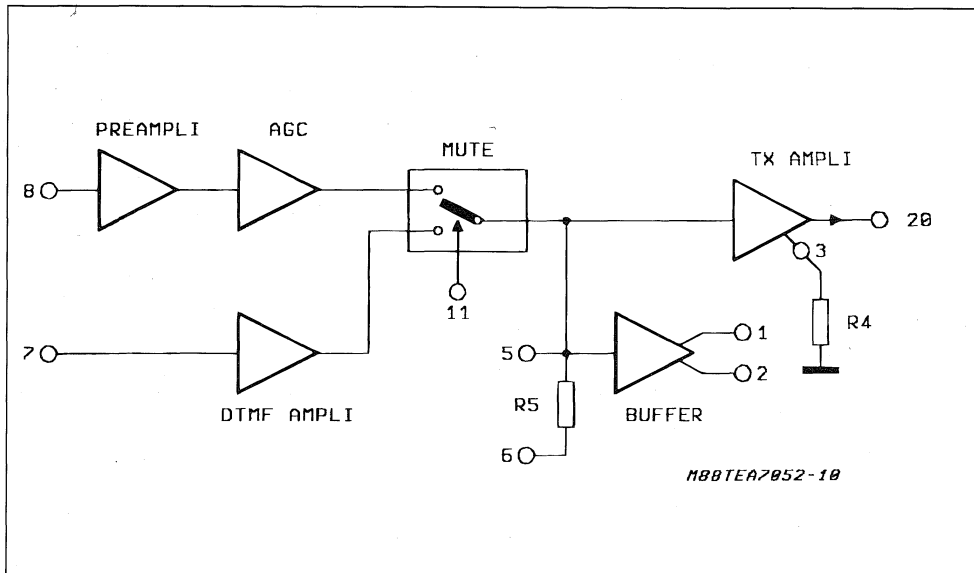 PREAMPLI
AGC
MUTE
TX AMPLI
8
20
3
11
R4
7
5
1
2
DTMF AMPLI
R5
BUFFER
6
M88TEA7052-10